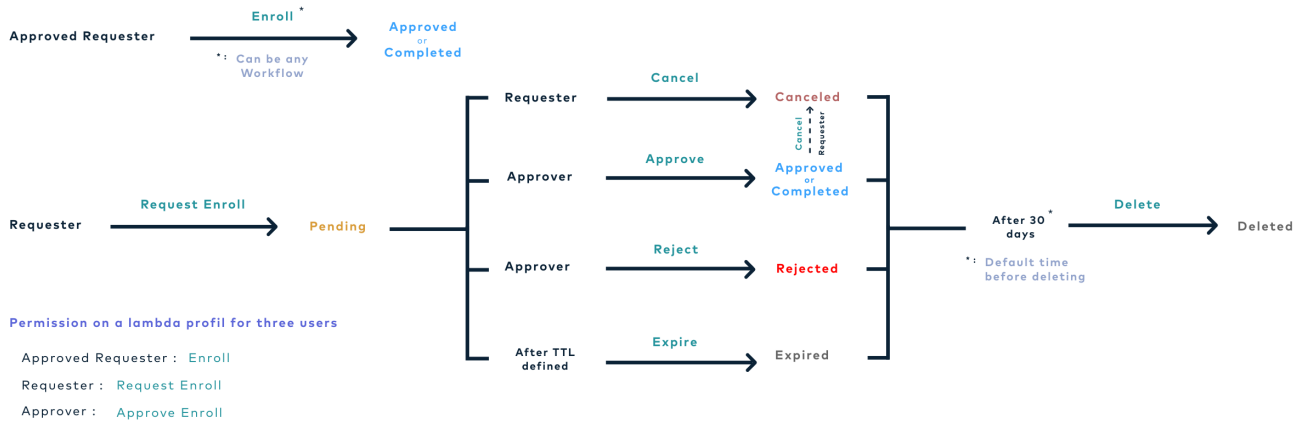 Enroll *
Approved Requester
Approved
or
Completed
*: Can be any
Workflow
Requester
Cancel
Canceled
Cancel
Requester
Approver
Approve
Approved
or
Completed
Requester
Request Enroll
Pending
After 30 *
days
Delete
Deleted
*: Default time
before deleting
Approver
Reject
Rejected
After TTL
defined
Expire
Expired
Permission on a lambda profil for three users
Approved Requester : Enroll
Requester : Request Enroll
Approver : Approve Enroll